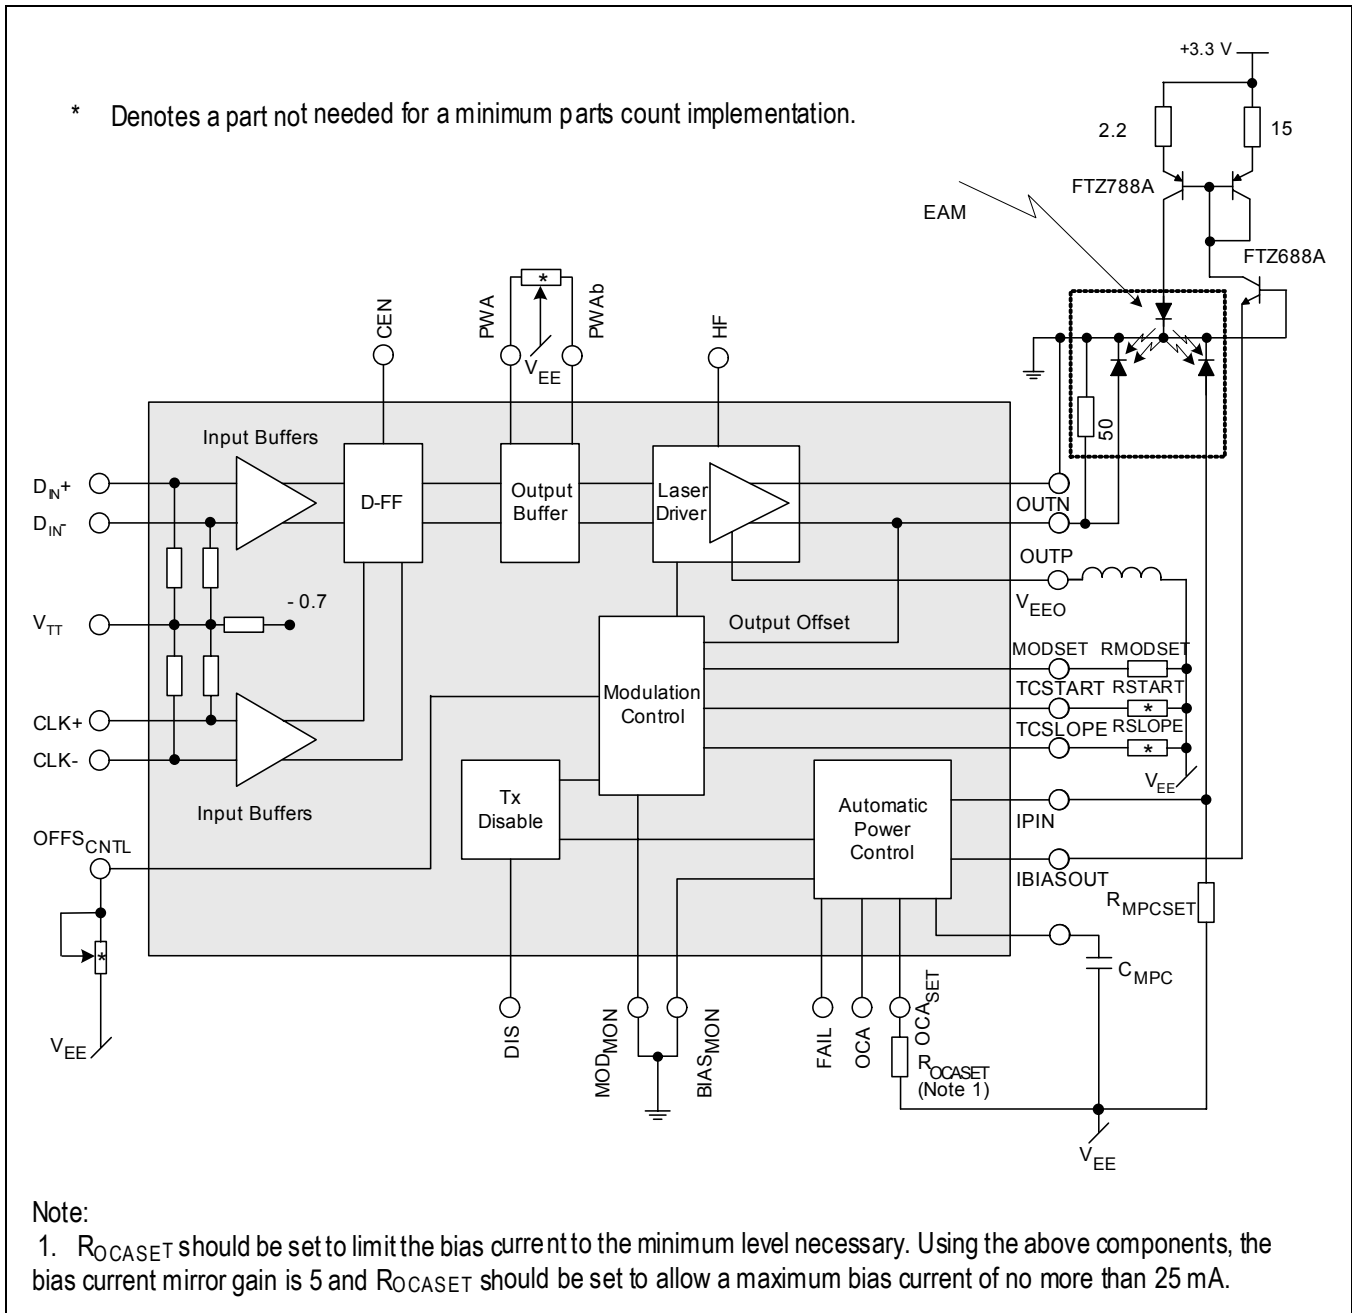 +3.3 V
* Denotes a part not needed for a minimum parts count implementation.
2.2
15
FTZ788A
EAM
FTZ688A
CEN
PWA
PWAb
VEE
HF
50
Input Buffers
DIN+
DIN-
D-FF
Output
Buffer
Laser
Driver
OUTN
OUTP
VEEO
- 0.7
VTT
Output Offset
MODSET
RMODSET
TCSTART
RSTART
TCSLOPE
RSLOPE
VEE
Modulation
Control
CLK+
CLK-
Input Buffers
Tx
Disable
Automatic
Power
Control
IPIN
IBIASOUT
RMPCSET
OFFSCNTL
VEE
CMPC
DIS
MODMON
BIASMON
FAIL
OCA
OCASET
ROCASET
(Note 1)
VEE
Note:
1. ROCASET should be set to limit the bias current to the minimum level necessary. Using the above components, the
bias current mirror gain is 5 and ROCASET should be set to allow a maximum bias current of no more than 25 mA.